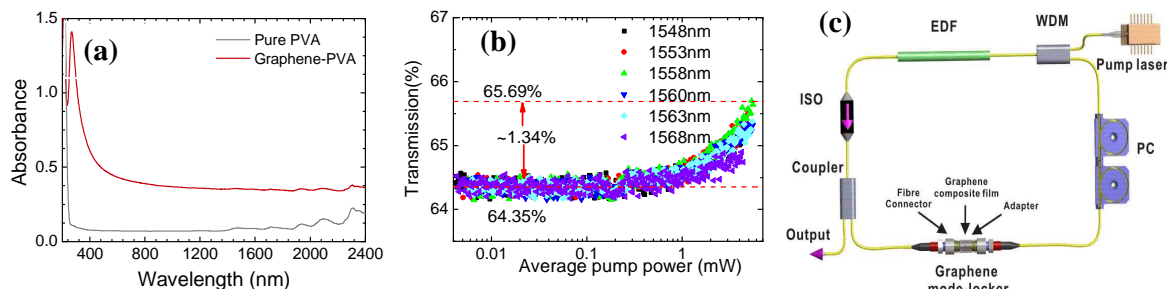 (a)
Absorbance
1.5
1.0
0.5
0.0
Pure PVA
Graphene-PVA
400 800 1200 1600 2000 2400
Wavelength (nm)
(b)
Transmission(%)
67
66
65
64
1548nm
1553nm
1558nm
1560nm
1563nm
1568nm
65.69%
~1.34%
64.35%
0.01 0.1 1
Average pump power (mW)
(c)
EDF
WDM
Pump laser
ISO
PC
Coupler
Fibre
Connector
Graphene
composite film
Adapter
Output
Graphene
mode-locker